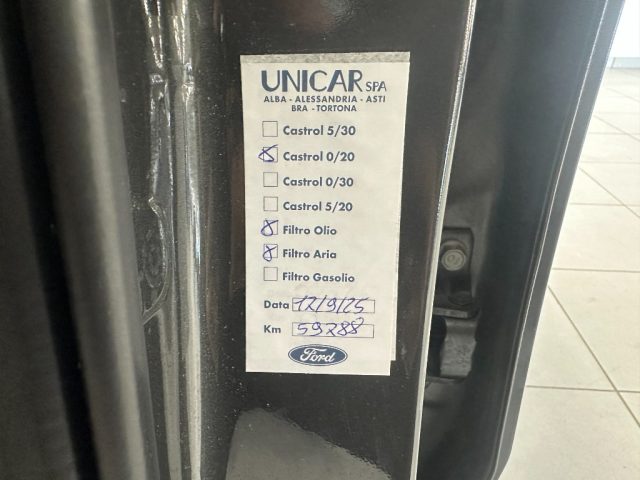 UNICAR SPA
ALBA - ALESSANDRIA - ASTI
BRA - TORTONA
Castrol 5/30
Castrol 0/20
Castrol 0/30
Castrol 5/20
Filtro Olio
Filtro Aria
Filtro Gasolio
Data 12/9/25
Km 59288
Ford